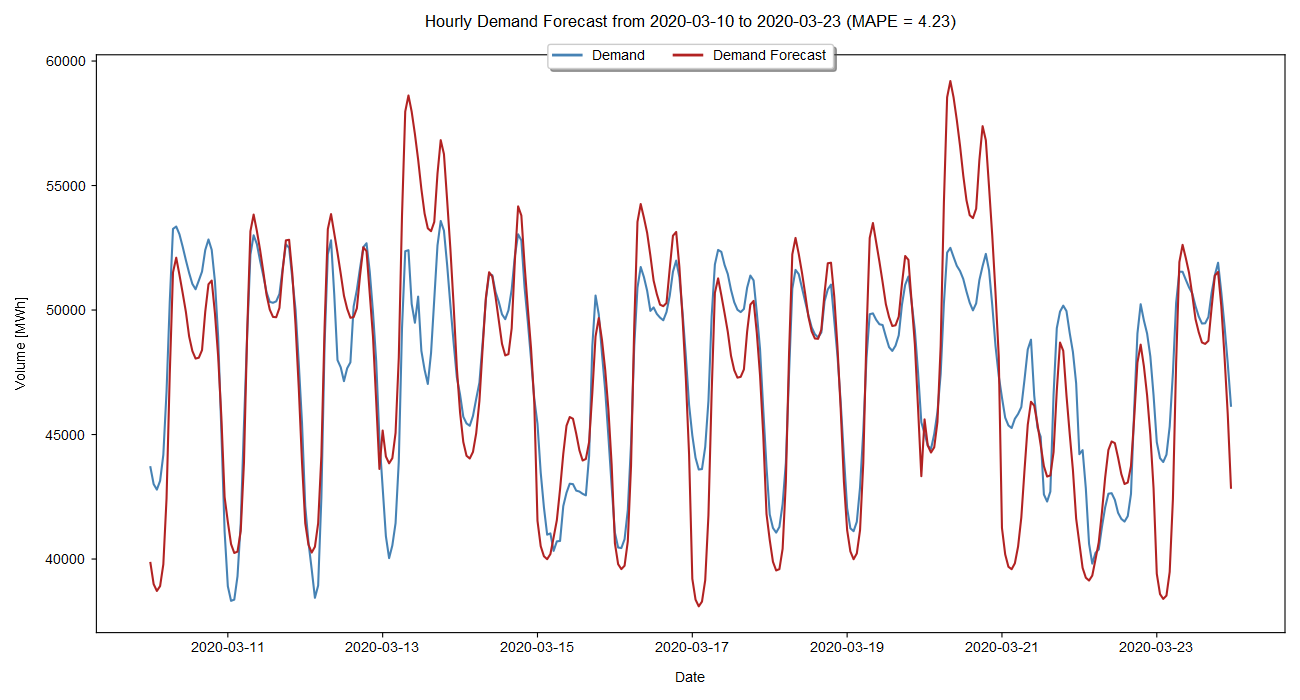 Hourly Demand Forecast from 2020-03-10 to 2020-03-23 (MAPE = 4.23)
Demand
Demand Forecast
60000
55000
50000
45000
40000
Volume [MWh]
2020-03-11
2020-03-13
2020-03-15
2020-03-17
2020-03-19
2020-03-21
2020-03-23
Date